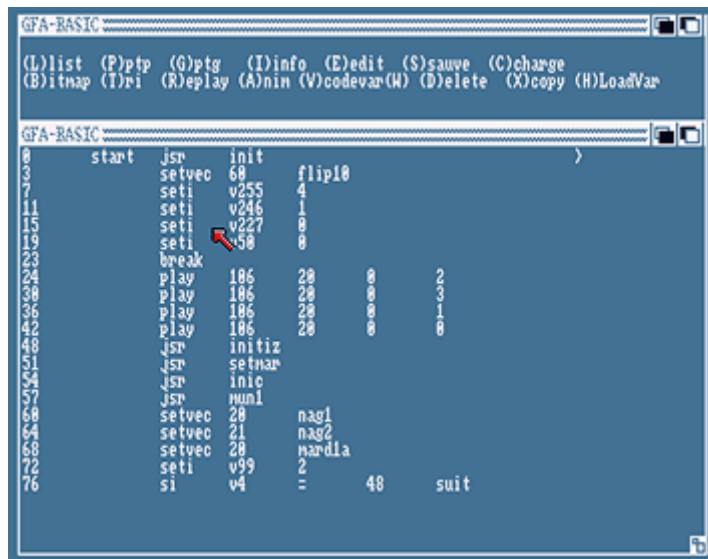 GFA-BASIC
(L)list (P)ptp (G)ptg (I)info (E)edit (S)sauve (C)charge
(B)itmap (T)ri (R)eplay (A)nim (V)codevar(W) (D)elete (X)copy (H)LoadVar
GFA-BASIC
0 start jsr init >
3 setvec 60 flip10
7 seti v255 4
11 seti v246 1
15 seti v227 0
19 seti v50 0
23 break
24 play 106 20 0 2
30 play 106 20 0 3
36 play 106 20 0 1
42 play 106 20 0 0
48 jsr initiz
51 jsr setmar
54 jsr inic
57 jsr mun1
60 setvec 20 nag1
64 setvec 21 nag2
68 setvec 20 mard1a
72 seti v99 2
76 si v4 = 48 suit